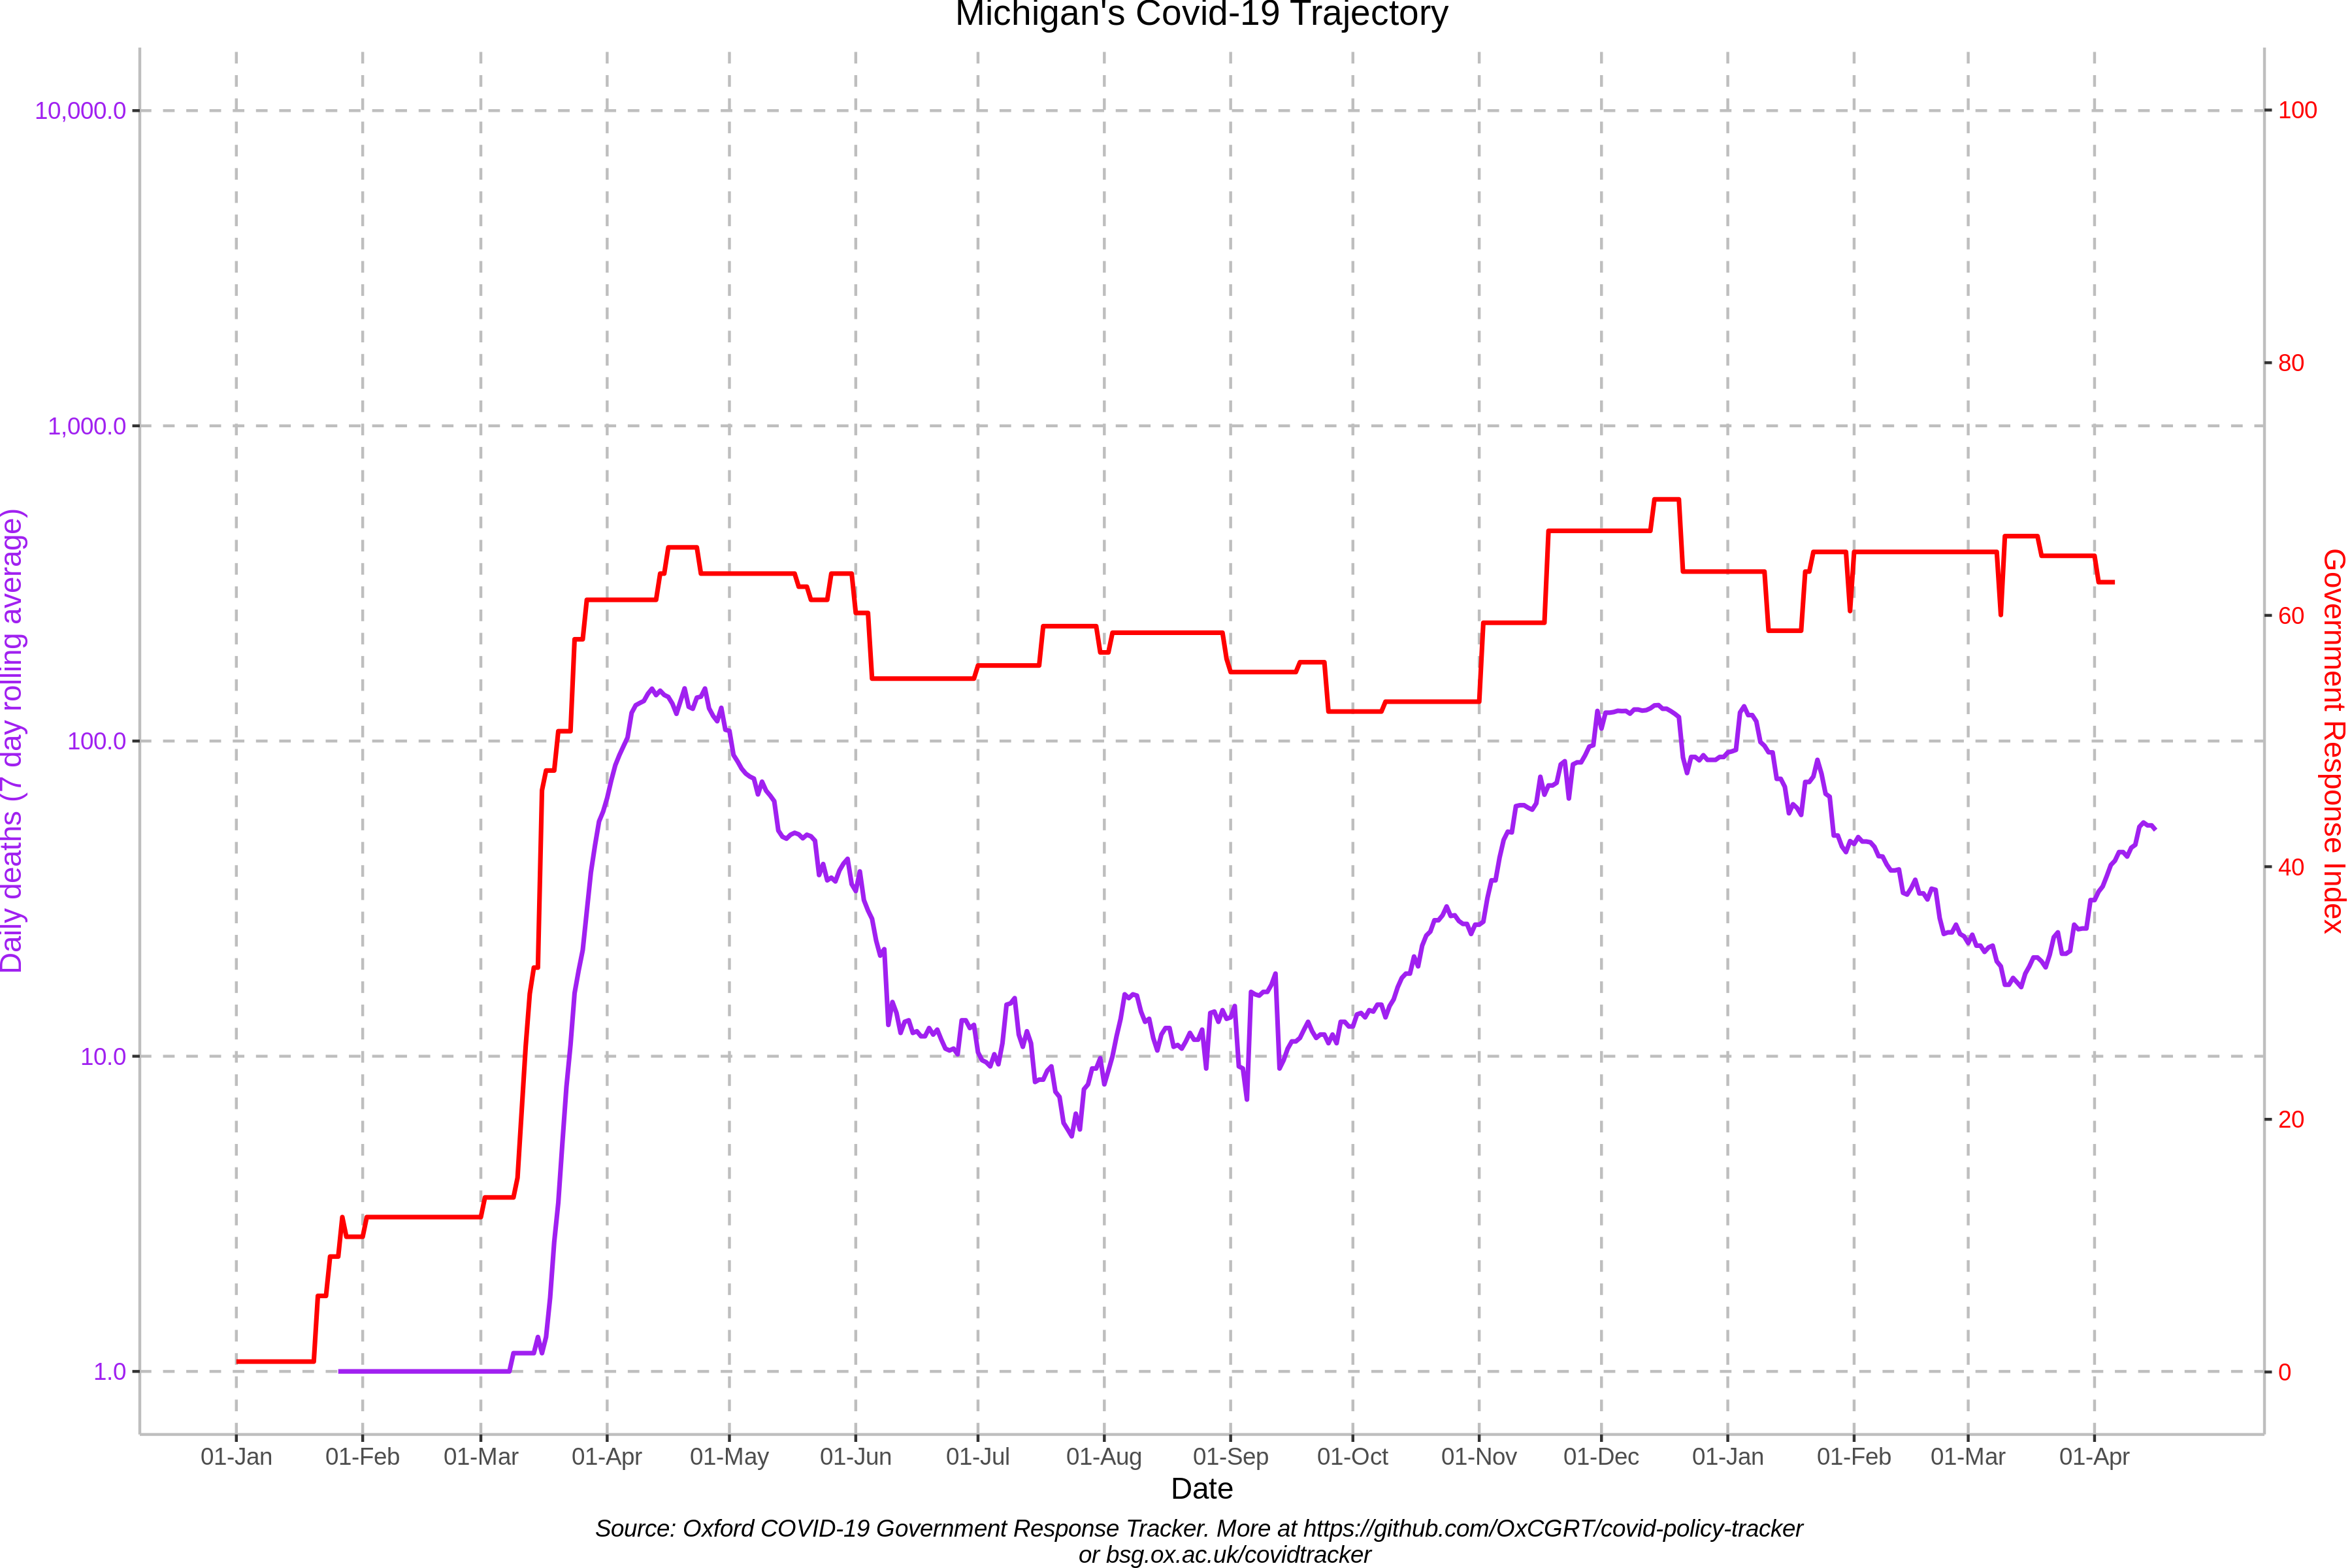 Michigan's Covid-19 Trajectory
Daily deaths (7 day rolling average)
10,000.0
1,000.0
100.0
10.0
1.0
100
80
60
40
20
0
Government Response Index
01-Jan 01-Feb 01-Mar 01-Apr 01-May 01-Jun 01-Jul 01-Aug 01-Sep 01-Oct 01-Nov 01-Dec 01-Jan 01-Feb 01-Mar 01-Apr
Date
Source: Oxford COVID-19 Government Response Tracker. More at https://github.com/OxCGRT/covid-policy-tracker
or bsg.ox.ac.uk/covidtracker